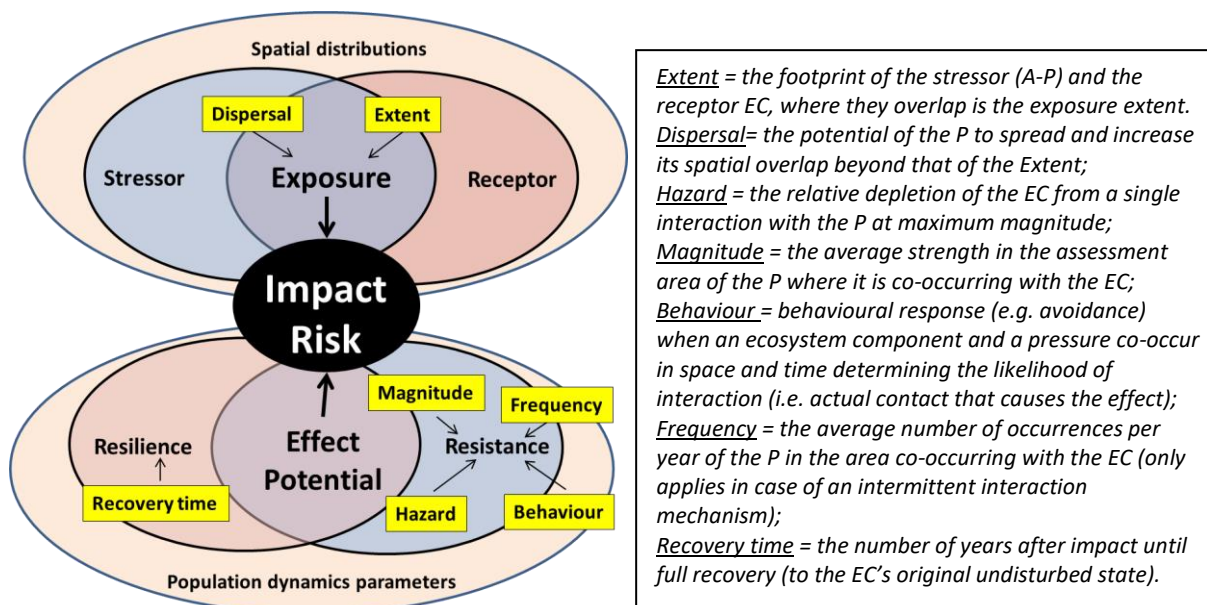 Spatial distributions
Dispersal
Extent
Stressor
Exposure
Receptor
Impact
Risk
Magnitude
Frequency
Resilience
Effect
Potential
Resistance
Recovery time
Hazard
Behaviour
Population dynamics parameters
Extent = the footprint of the stressor (A-P) and the
receptor EC, where they overlap is the exposure extent.
Dispersal= the potential of the P to spread and increase
its spatial overlap beyond that of the Extent;
Hazard = the relative depletion of the EC from a single
interaction with the P at maximum magnitude;
Magnitude = the average strength in the assessment
area of the P where it is co-occurring with the EC;
Behaviour = behavioural response (e.g. avoidance)
when an ecosystem component and a pressure co-occur
in space and time determining the likelihood of
interaction (i.e. actual contact that causes the effect);
Frequency = the average number of occurrences per
year of the P in the area co-occurring with the EC (only
applies in case of an intermittent interaction
mechanism);
Recovery time = the number of years after impact until
full recovery (to the EC's original undisturbed state).